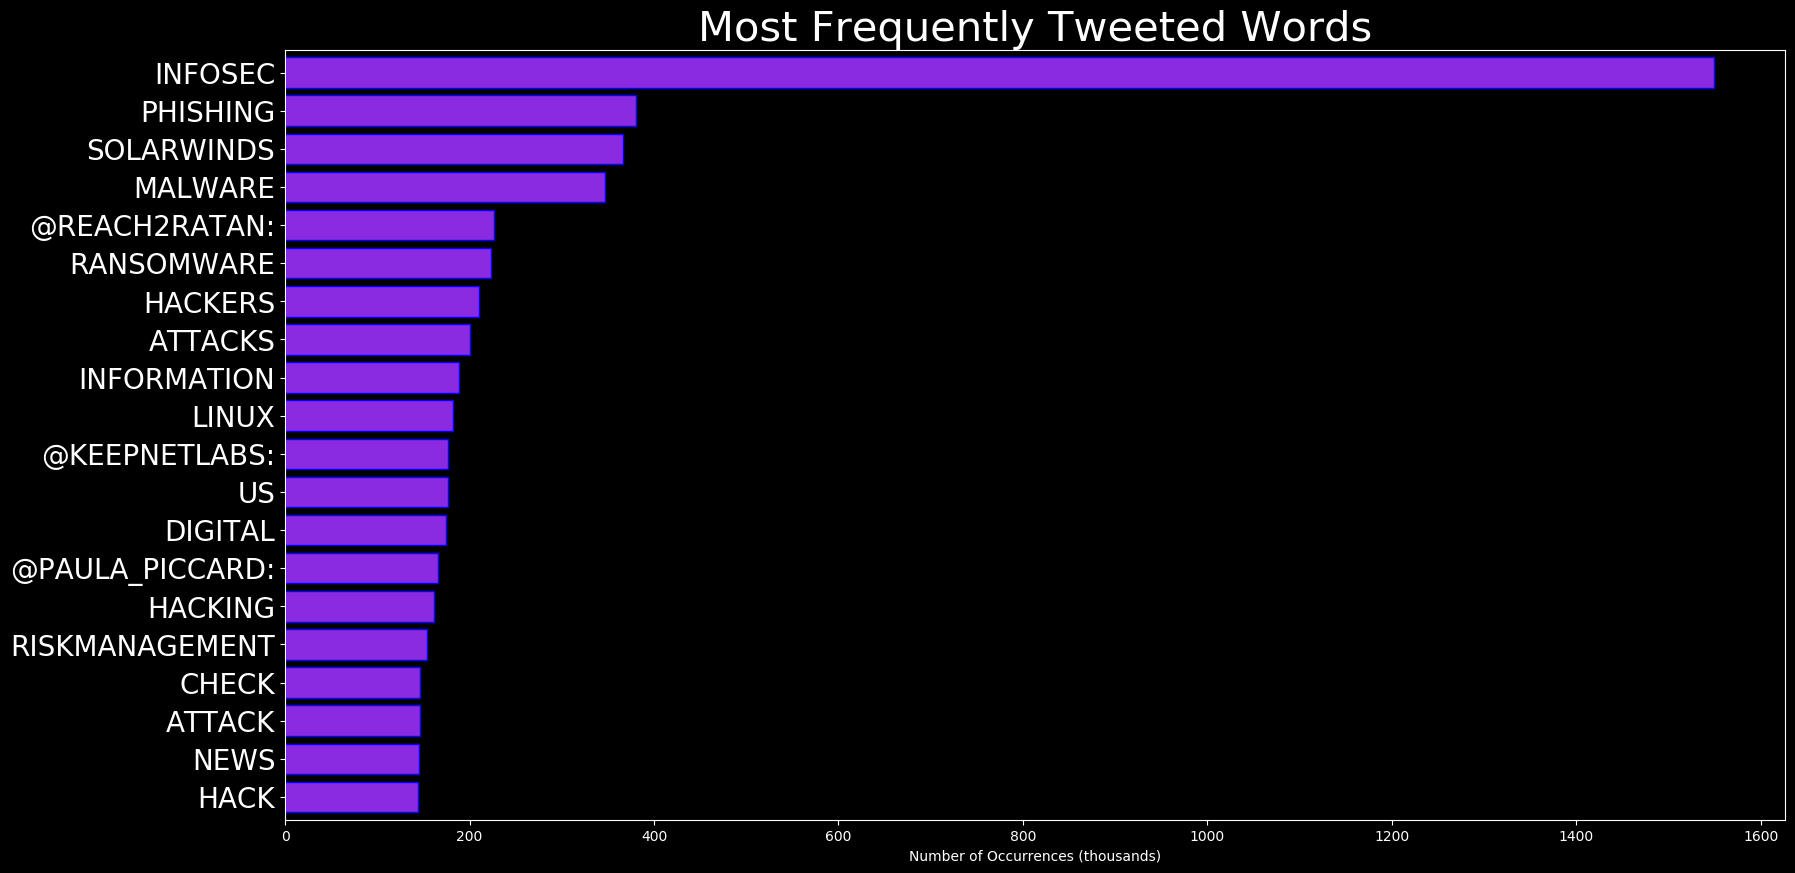 Most Frequently Tweeted Words
INFOSEC
PHISHING
SOLARWINDS
MALWARE
@REACH2RATAN:
RANSOMWARE
HACKERS
ATTACKS
INFORMATION
LINUX
@KEEPNETLABS:
US
DIGITAL
@PAULA_PICCARD:
HACKING
RISKMANAGEMENT
CHECK
ATTACK
NEWS
HACK
0 200 400 600 800 1000 1200 1400 1600
Number of Occurrences (thousands)